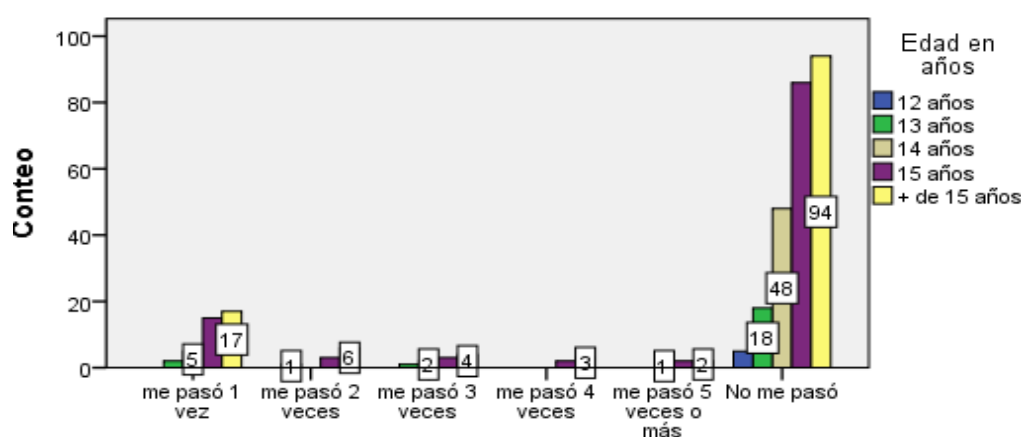 100
80
60
40
20
0
Conteo
5
17
1
6
2
4
3
1
2
18
48
94
me pasó 1
vez
me pasó 2
veces
me pasó 3
veces
me pasó 4
veces
me pasó 5
veces o
más
No me pasó
Edad en
años
12 años
13 años
14 años
15 años
+ de 15 años